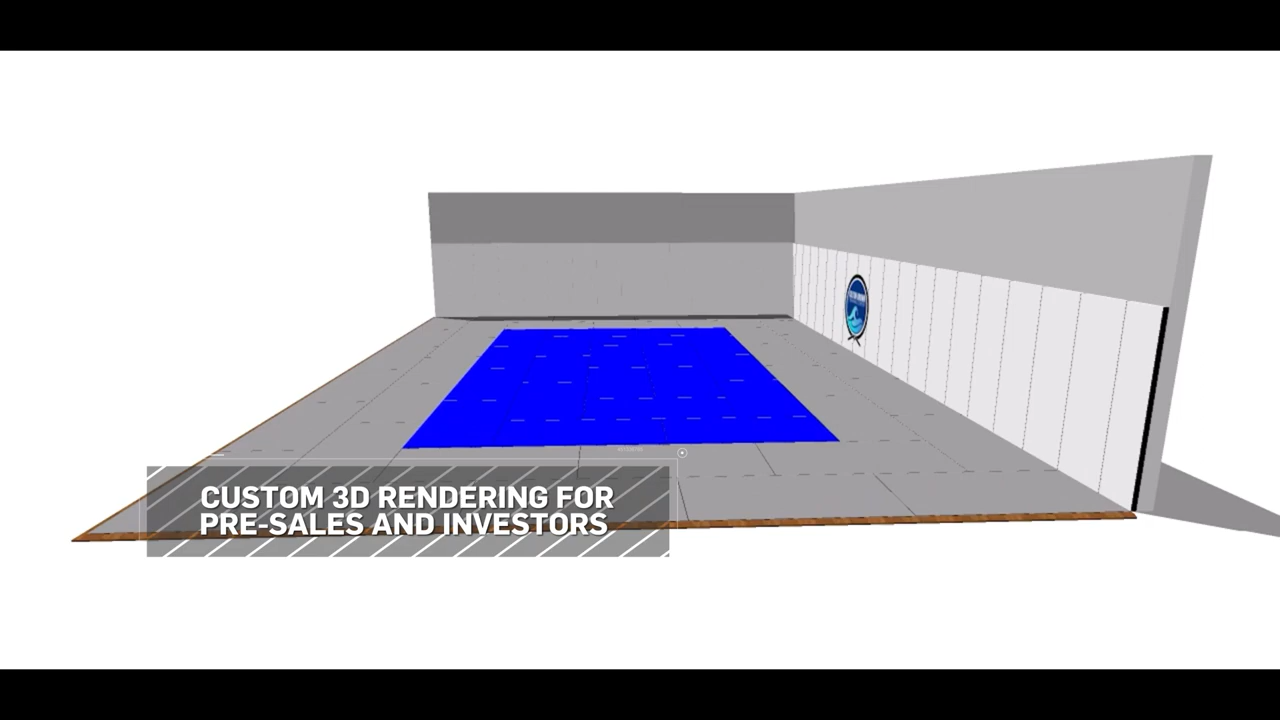 CUSTOM 3D RENDERING FOR
PRE-SALES AND INVESTORS